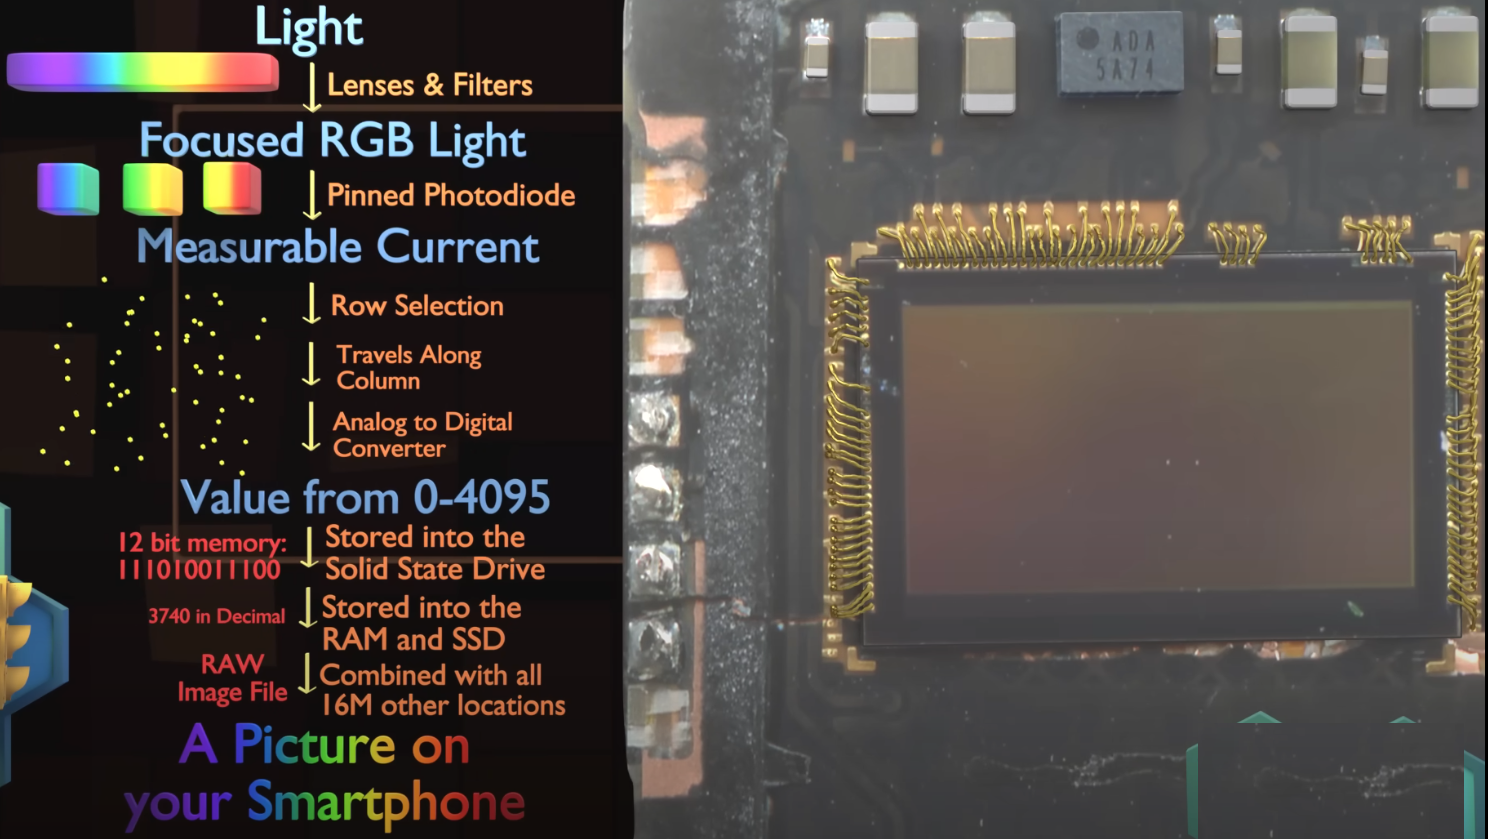 Light
Lenses & Filters
Focused RGB Light
Pinned Photodiode
Measurable Current
Row Selection
Travels Along
Column
Analog to Digital
Converter
Value from 0-4095
12 bit memory:
111010011100
Stored into the
Solid State Drive
3740 in Decimal
Stored into the
RAM and SSD
RAW
Image File
Combined with all
16M other locations
A Picture on
your Smartphone
ADA
5A74